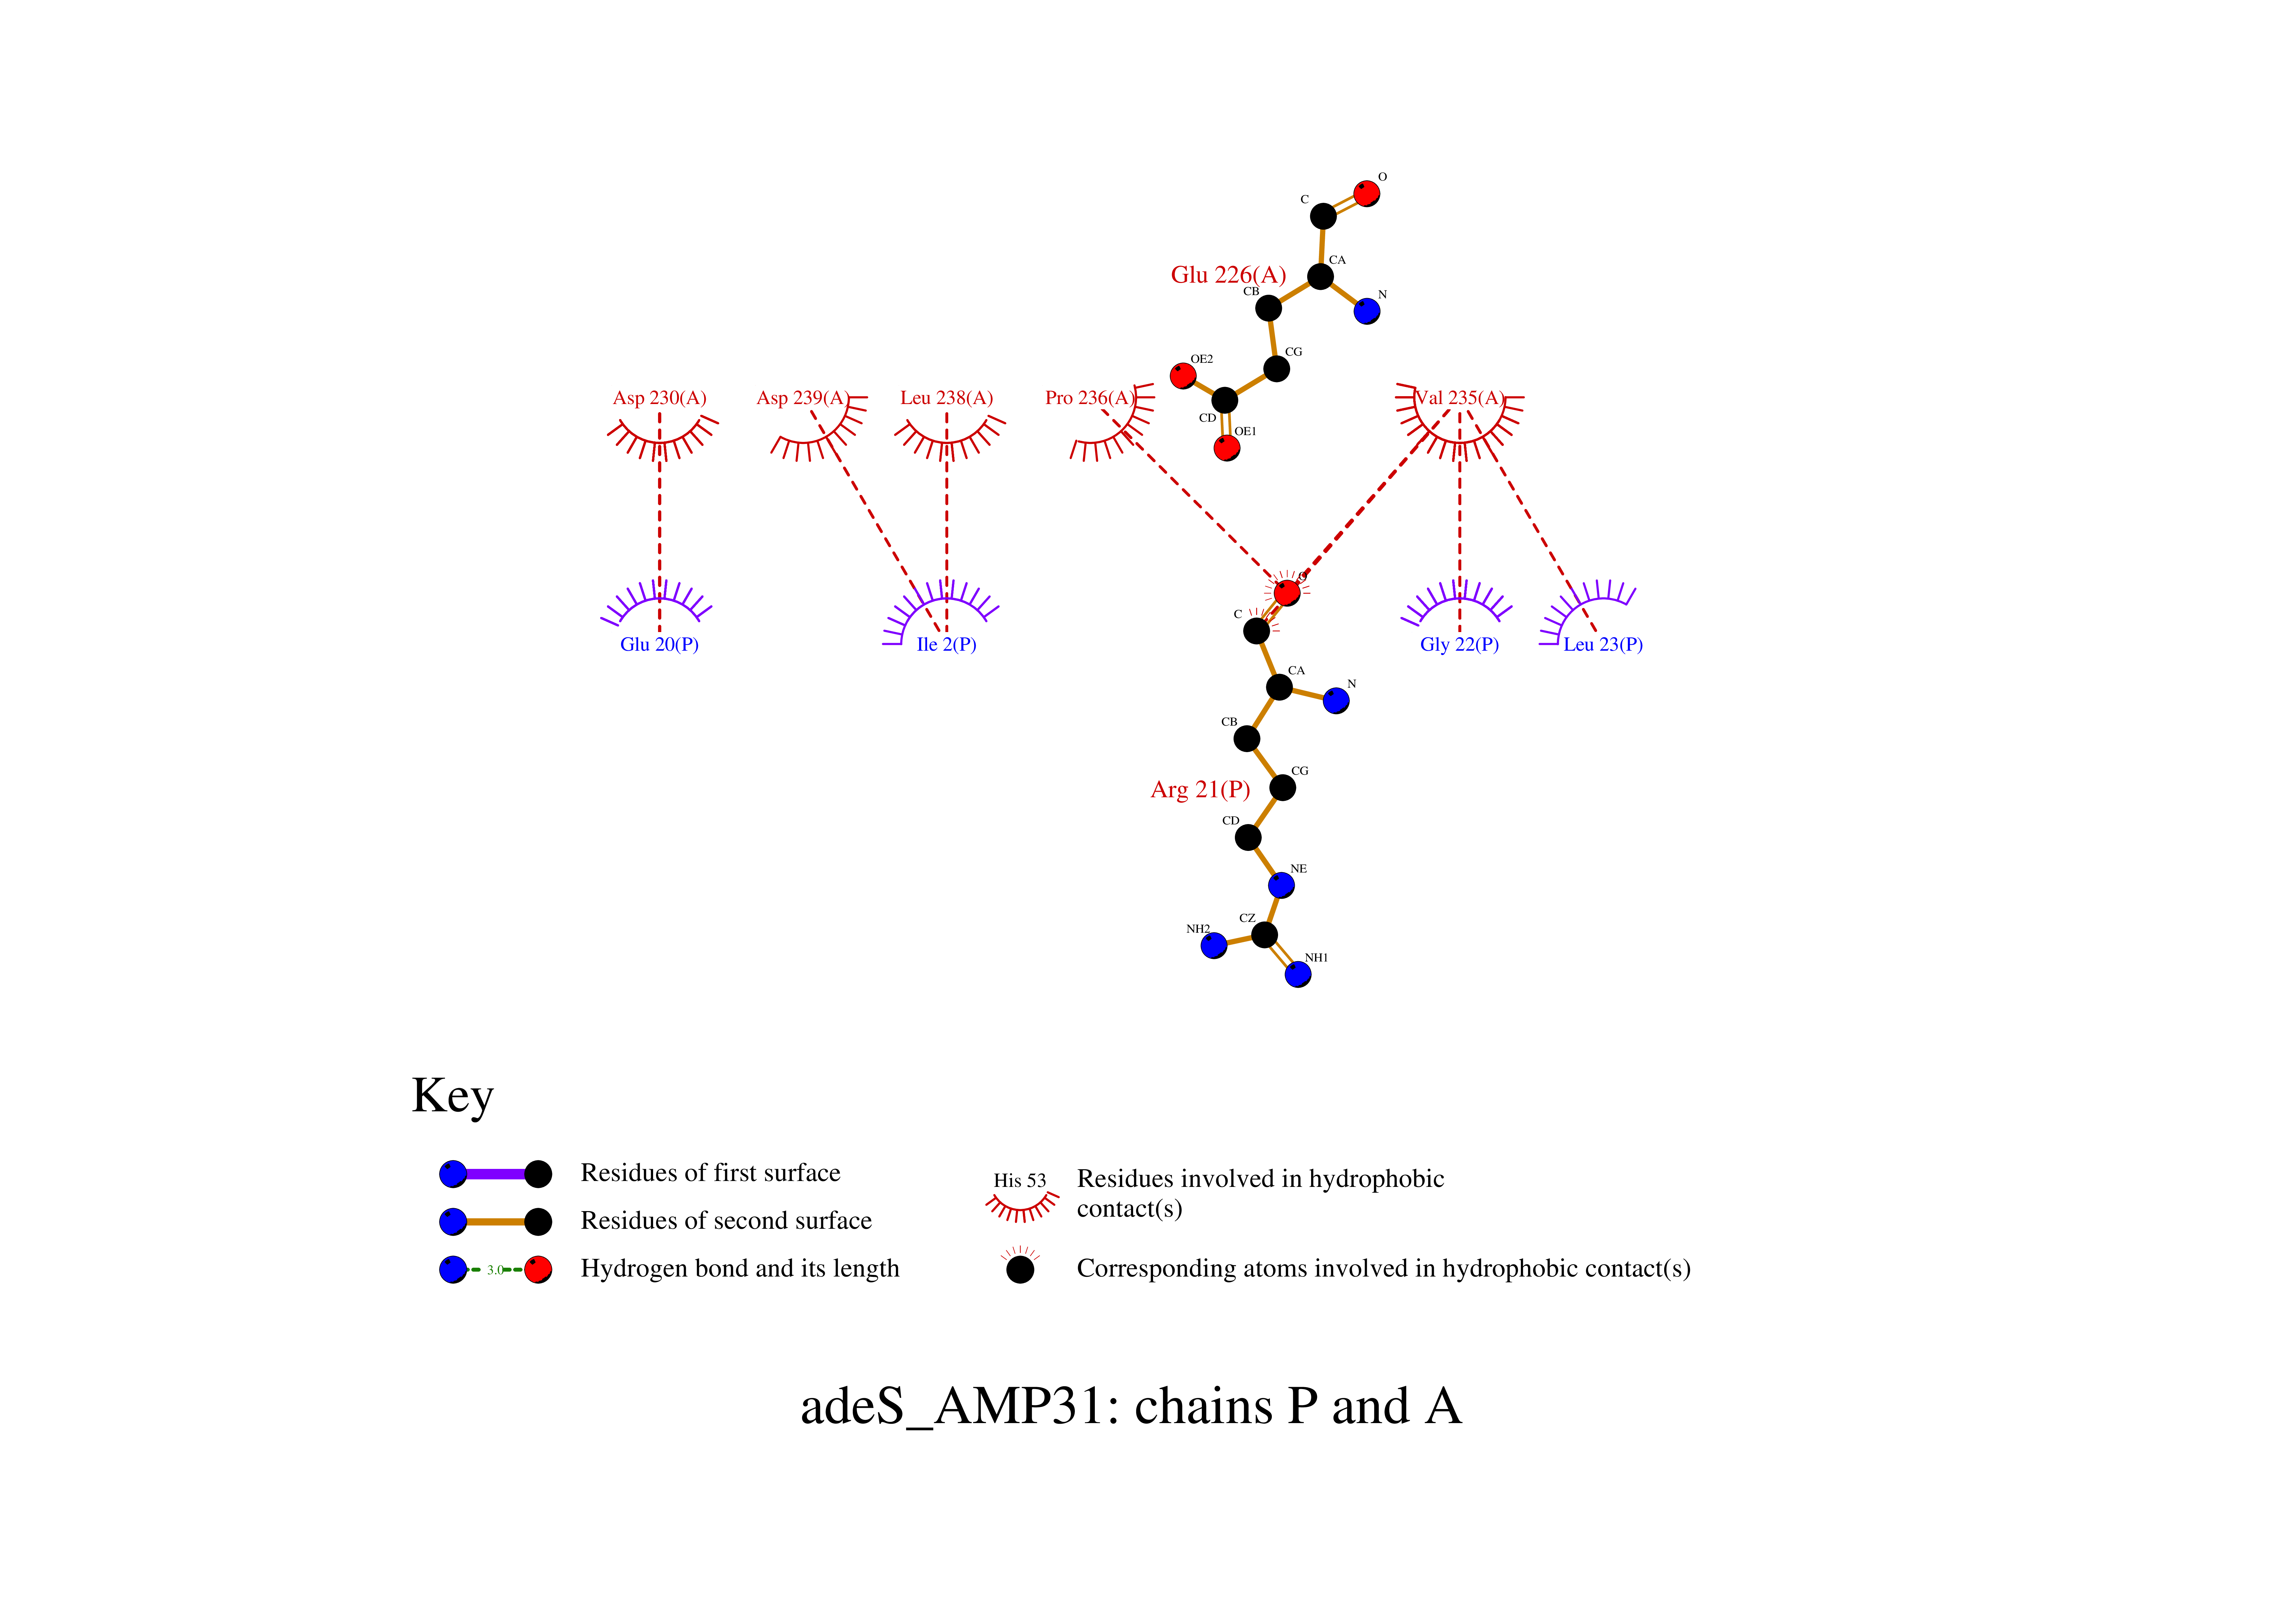 O
C
CA
Glu 226(A)
CB
N
CG
OE2
Asp 230(A) Asp 239(A) Leu 238(A) Pro 236(A) Val 235(A)
CD
OE1
O
C
Glu 20(P) Ile 2(P) Gly 22(P) Leu 23(P)
CA
N
CB
CG
Arg 21(P)
CD
NE
CZ
NH2
NH1
Key
Residues of first surface
Residues of second surface
3.0 Hydrogen bond and its length
His 53 Residues involved in hydrophobic
contact(s)
Corresponding atoms involved in hydrophobic contact(s)
adeS_AMP31: chains P and A